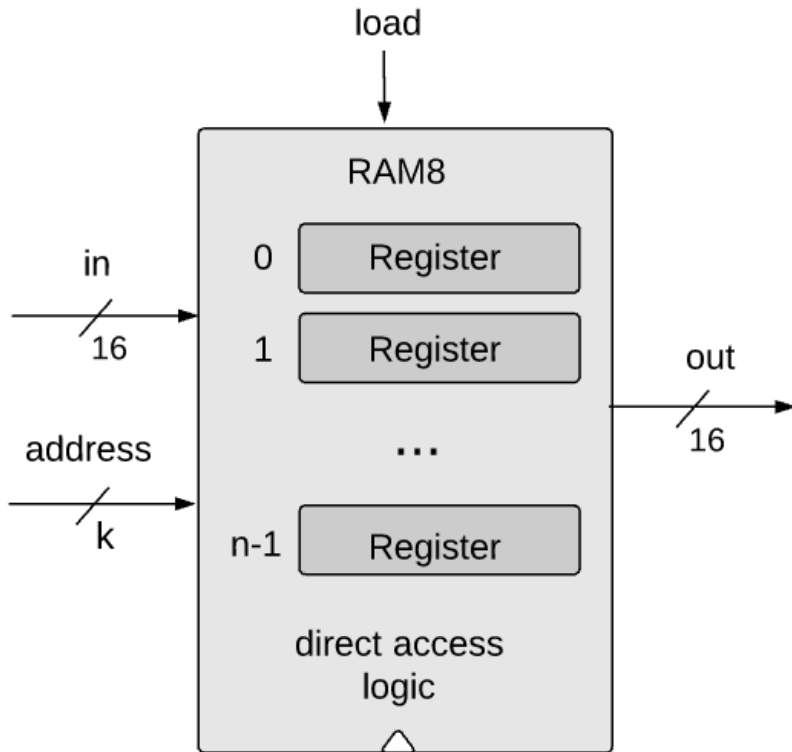 load
RAM8
0 Register
in
16
1 Register
out
16
...
address
k
n-1 Register
direct access
logic